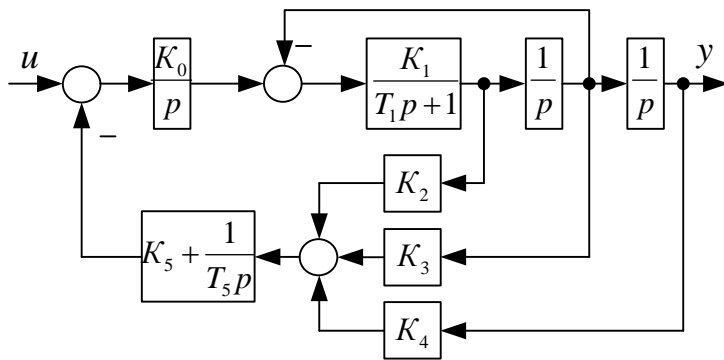 u
−
K₀/p
−
K₁/(T₁p+1)
1/p
1/p
y
−
K₂
K₅ + 1/(T₅p)
K₃
K₄